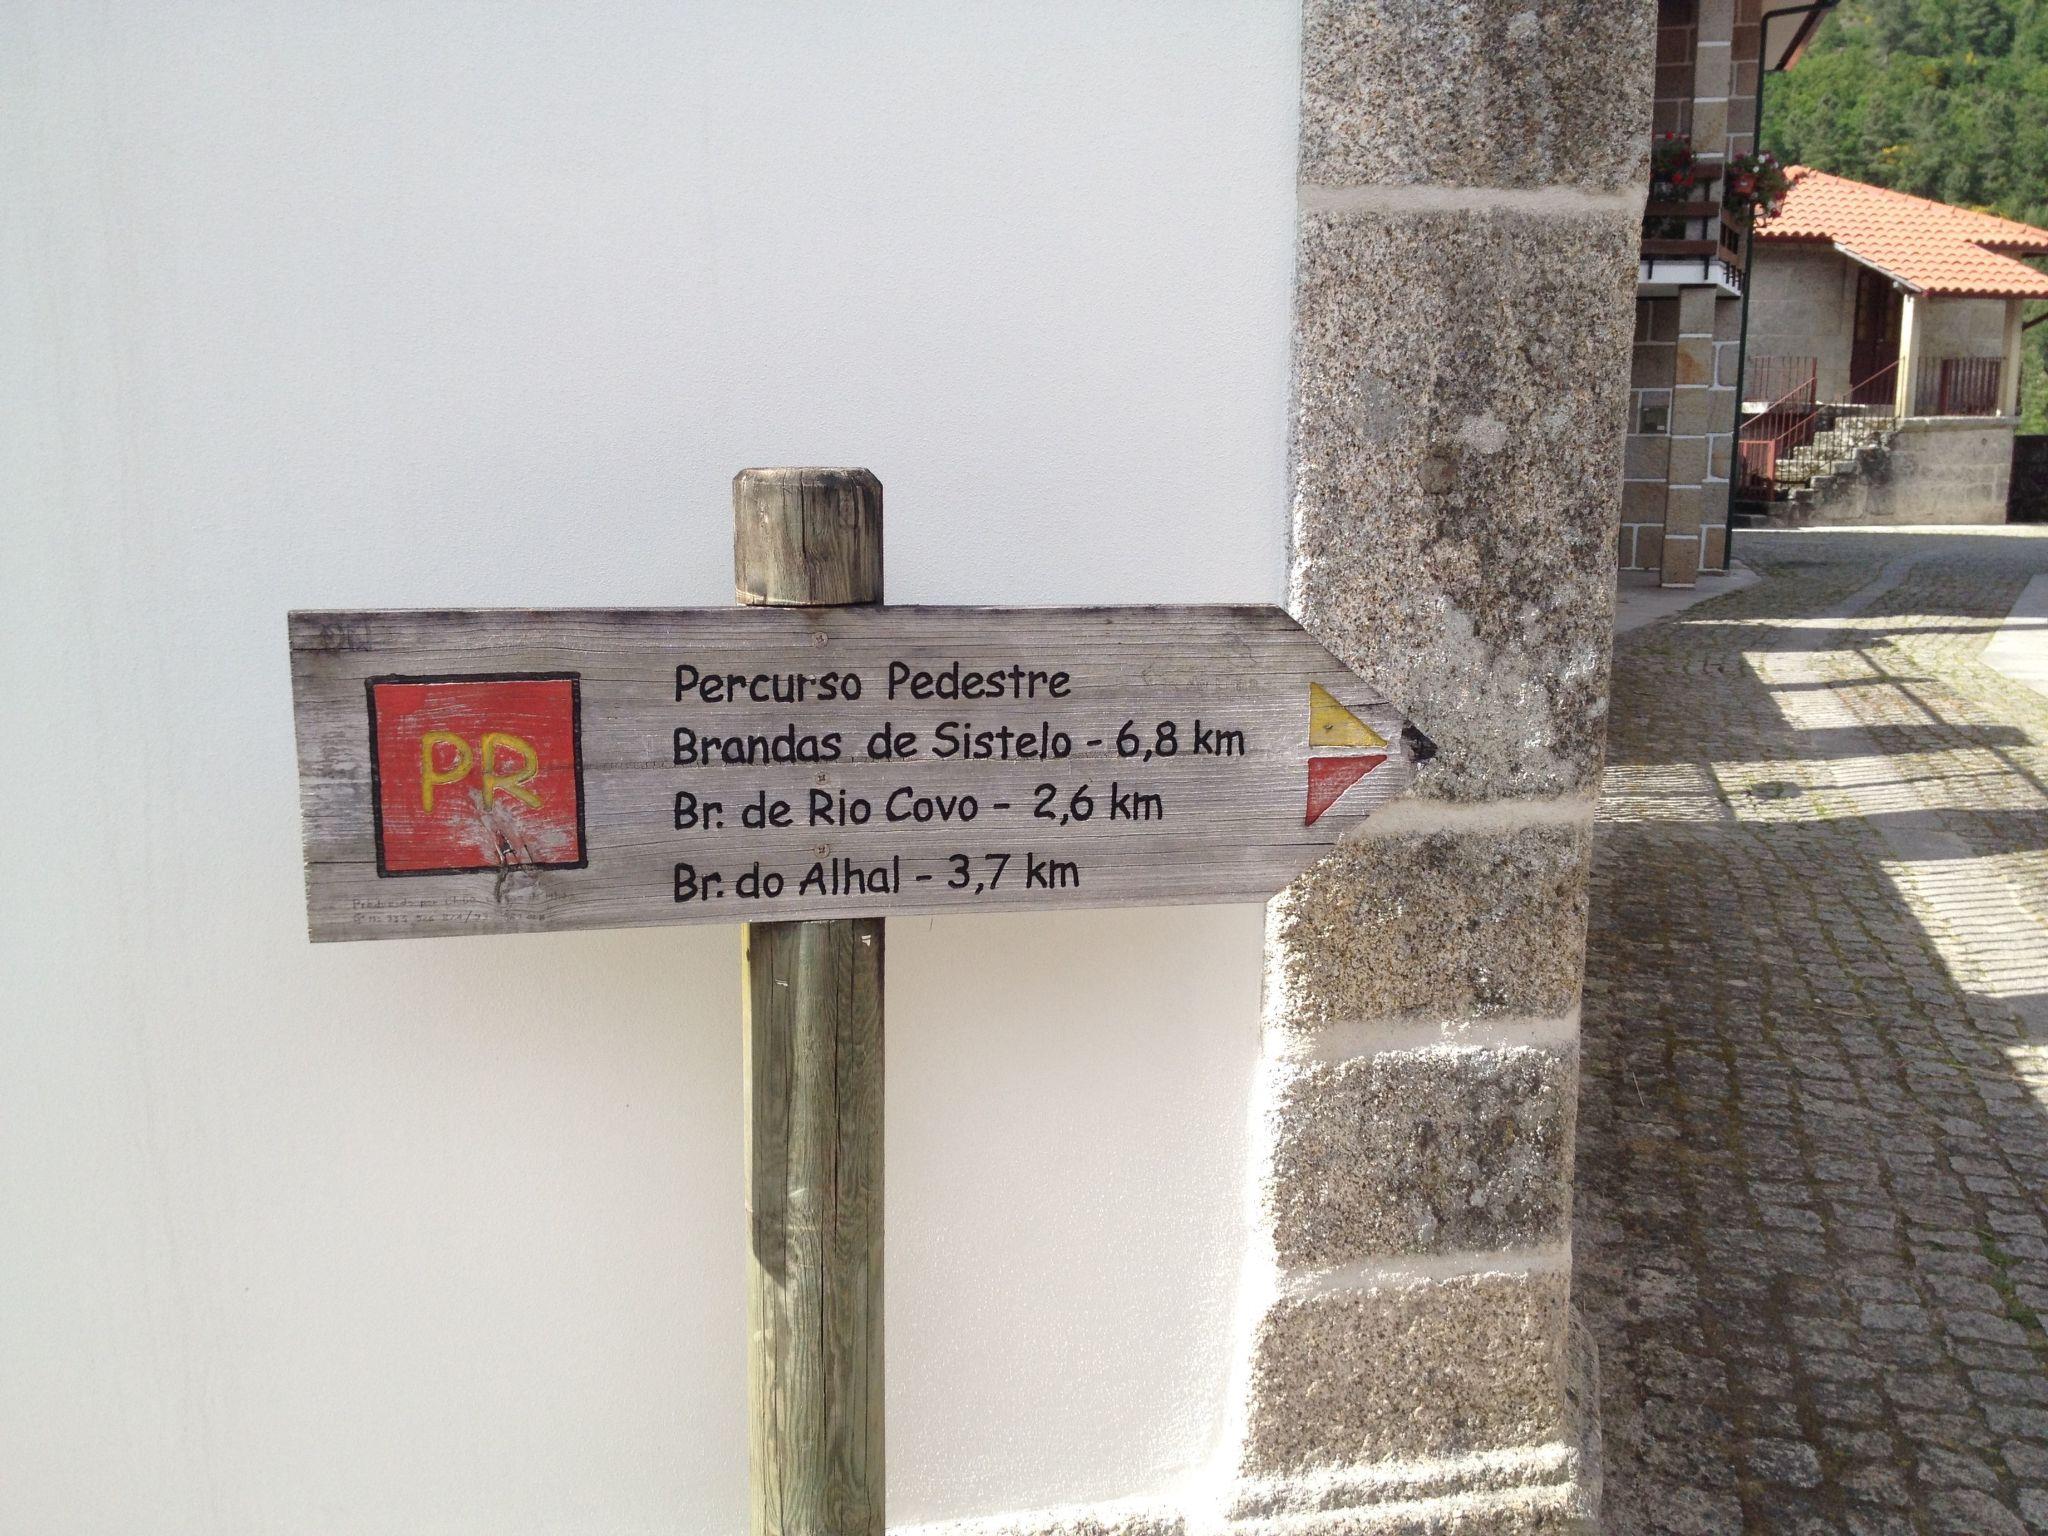 PR
Percurso Pedestre
Brandas de Sistelo - 6,8 km
Br. de Rio Covo - 2,6 km
Br. do Alhal - 3,7 km